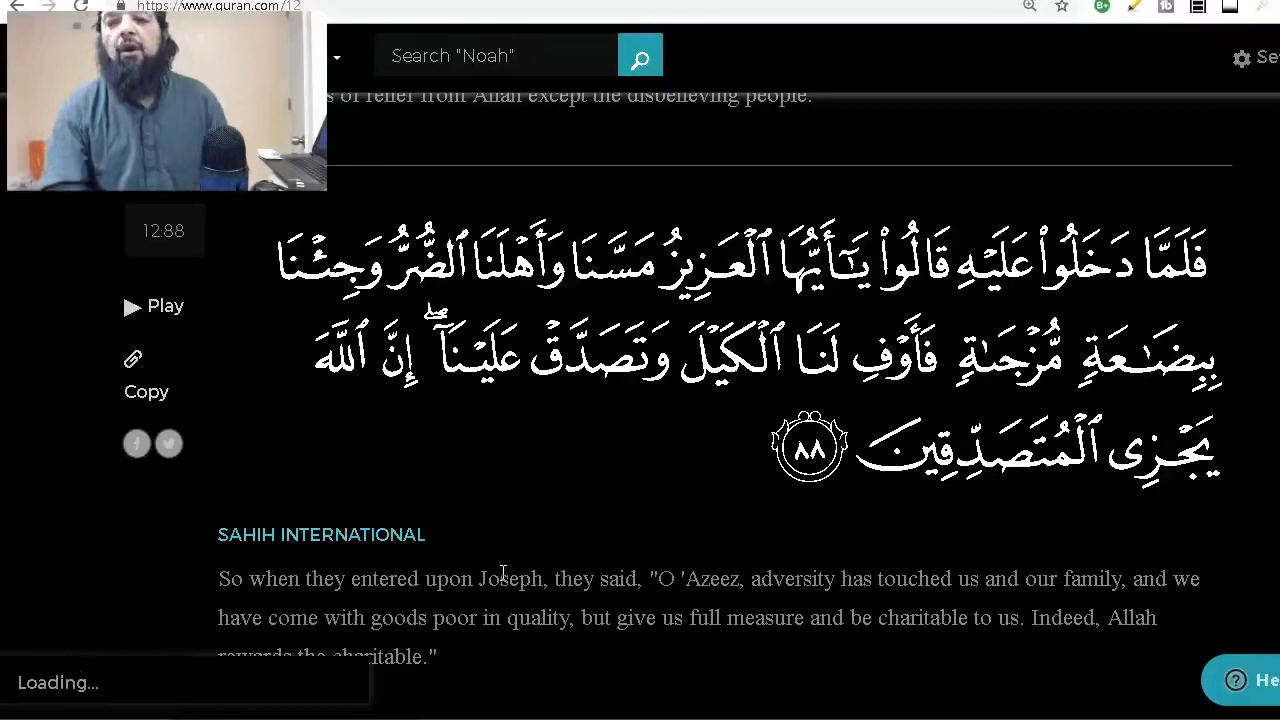 https://www.quran.com/12
Search "Noah"
of relief from Allah except the disbelieving people.
12:88
فَلَمَّا دَخَلُوا۟ عَلَيْهِ قَالُوا۟ يَـٰٓأَيُّهَا ٱلْعَزِيزُ مَسَّنَا وَأَهْلَنَا ٱلضُّرُّ وَجِئْنَا
بِبِضَـٰعَةٍ مُّزْجَىٰةٍ فَأَوْفِ لَنَا ٱلْكَيْلَ وَتَصَدَّقْ عَلَيْنَآ ۖ إِنَّ ٱللَّهَ
يَجْزِى ٱلْمُتَصَدِّقِينَ ٨٨
Play
Copy
SAHIH INTERNATIONAL
So when they entered upon Joseph, they said, "O 'Azeez, adversity has touched us and our family, and we
have come with goods poor in quality, but give us full measure and be charitable to us. Indeed, Allah
rewards the charitable."
Loading...